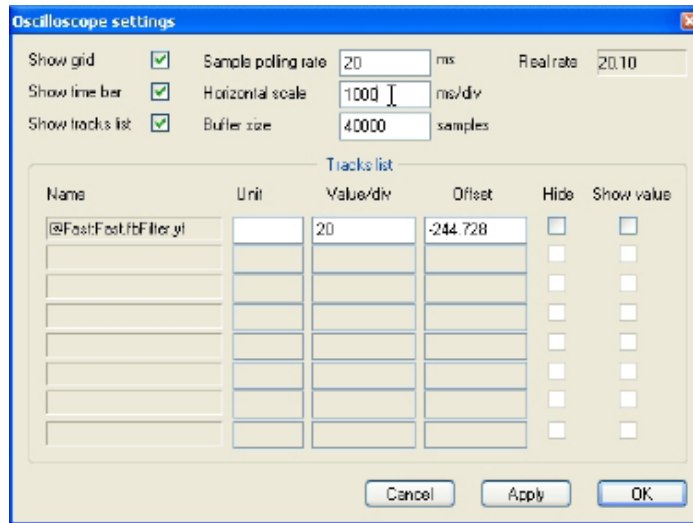 Oscilloscope settings
Show grid Sample polling rate 20 ms Real rate 20.10
Show time bar Horizontal scale 1000 ms/div
Show tracks list Buffer size 40000 samples
Tracks list
Name Unit Value/div Offset Hide Show value
@Fast:Fast.fbFilter.yf 20 -244.728
Cancel Apply OK